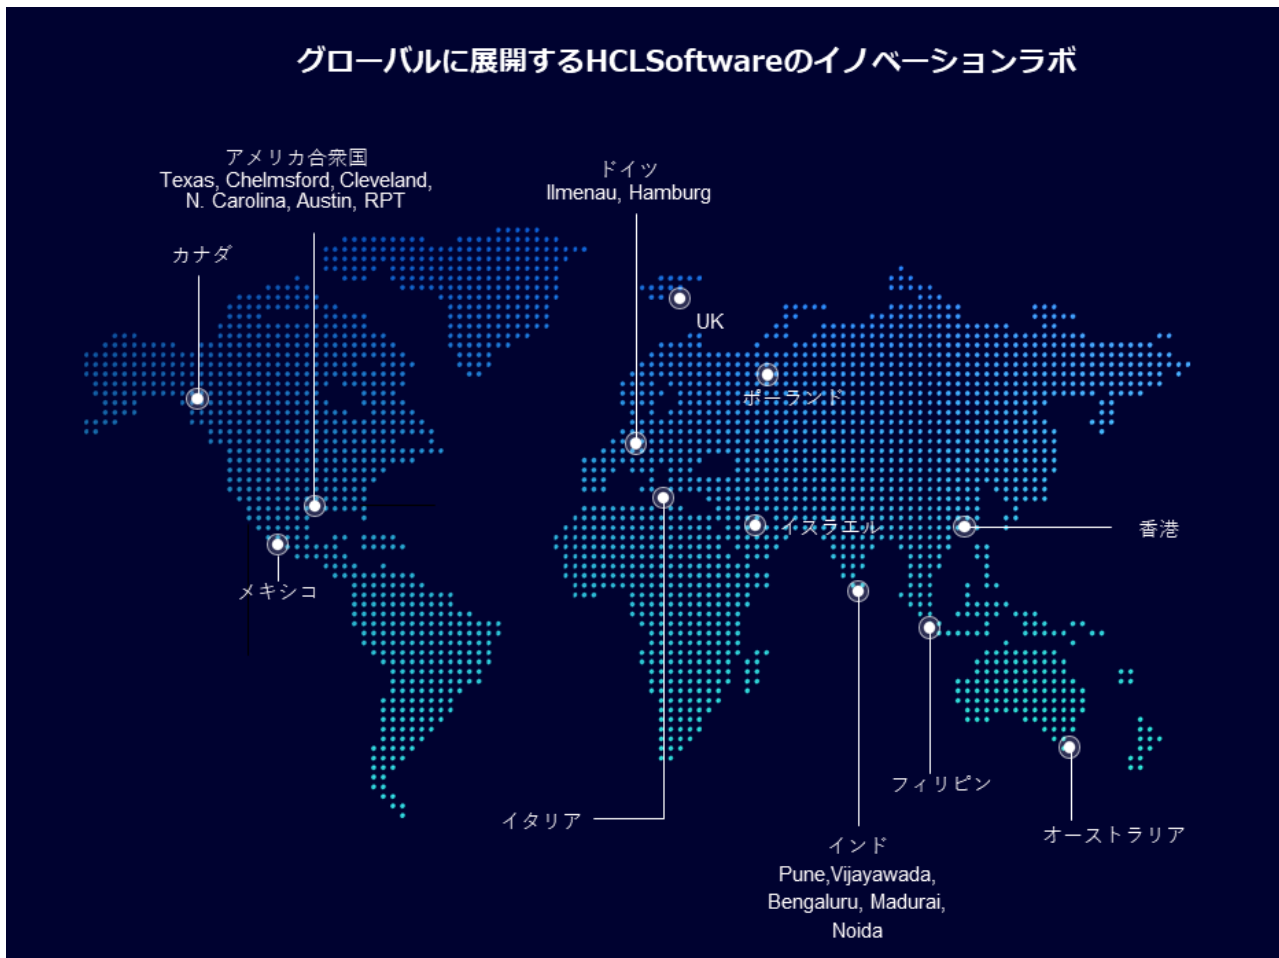 グローバルに展開するHCLSoftwareのイノベーションラボ
アメリカ合衆国
Texas, Chelmsford, Cleveland,
N. Carolina, Austin, RPT
ドイツ
Ilmenau, Hamburg
カナダ
UK
ポーランド
イスラエル
香港
メキシコ
フィリピン
イタリア
オーストラリア
インド
Pune,Vijayawada,
Bengaluru, Madurai,
Noida